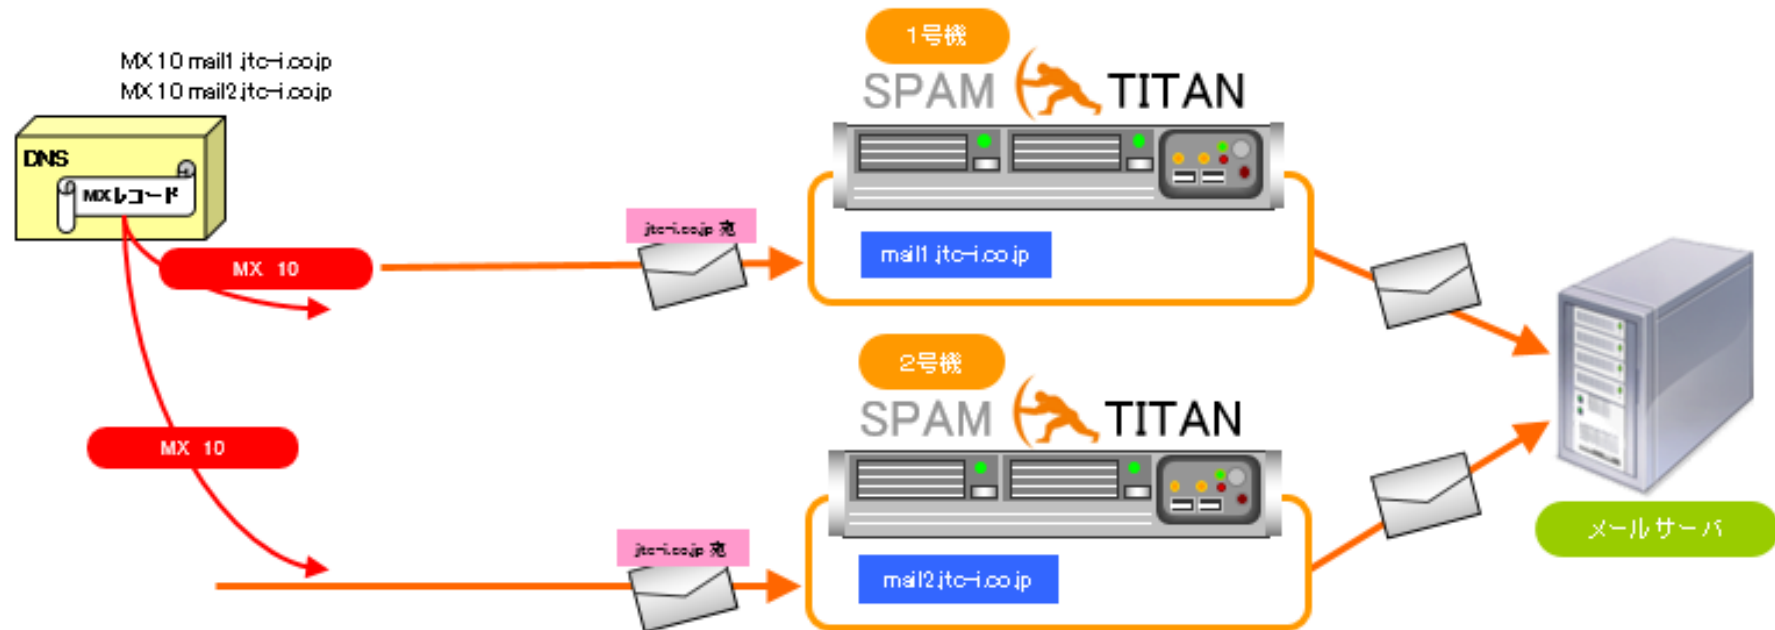 MX 10 mail1.jtc-i.co.jp
MX 10 mail2.jtc-i.co.jp
DNS
MXレコード
MX 10
MX 10
jtc-i.co.jp 宛
1号機
SPAM TITAN
mail1.jtc-i.co.jp
jtc-i.co.jp 宛
2号機
SPAM TITAN
mail2.jtc-i.co.jp
メールサーバ